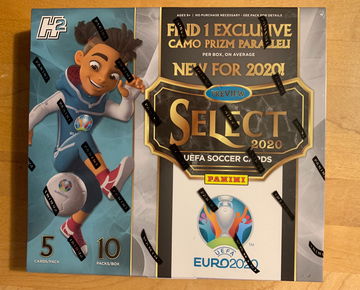 H2
AGES 8+ | NO PURCHASE NECESSARY - SEE PACK FOR DETAILS
FIND 1 EXCLUSIVE
CAMO PRIZM PARALLEL!
PER BOX, ON AVERAGE
NEW FOR 2020!
PREVIEW
SELECT
2020
UEFA SOCCER CARDS
PANINI
5
CARDS/PACK
10
PACKS/BOX
UEFA
EURO2020